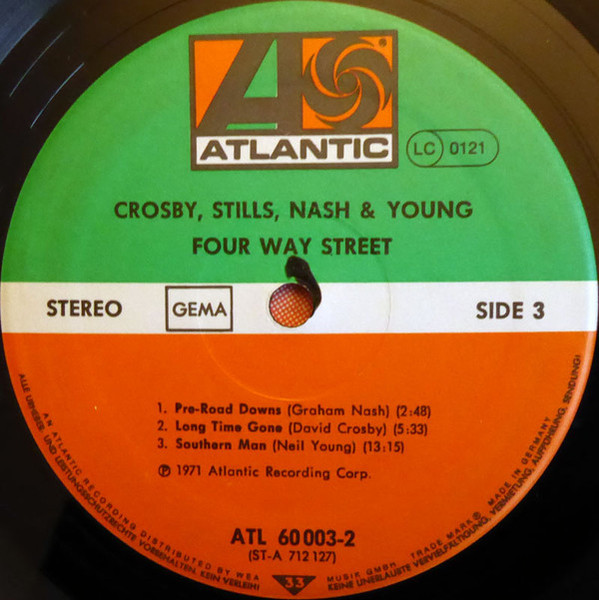 ATLANTIC
®
LC 0121
CROSBY, STILLS, NASH & YOUNG
FOUR WAY STREET
STEREO
GEMA
SIDE 3
1. Pre-Road Downs (Graham Nash) (2:48)
2. Long Time Gone (David Crosby) (5:33)
3. Southern Man (Neil Young) (13:15)
℗ 1971 Atlantic Recording Corp.
ATL 60 003-2
(ST-A 712 127)
33
AN ATLANTIC RECORDING DISTRIBUTED BY WEA MUSIK GMBH TRADE MARK® MADE IN GERMANY
ALLE URHEBER- UND LEISTUNGSSCHUTZRECHTE VORBEHALTEN. KEIN VERLEIH! KEINE UNERLAUBTE VERVIELFÄLTIGUNG, VERMIETUNG, AUFFÜHRUNG, SENDUNG!